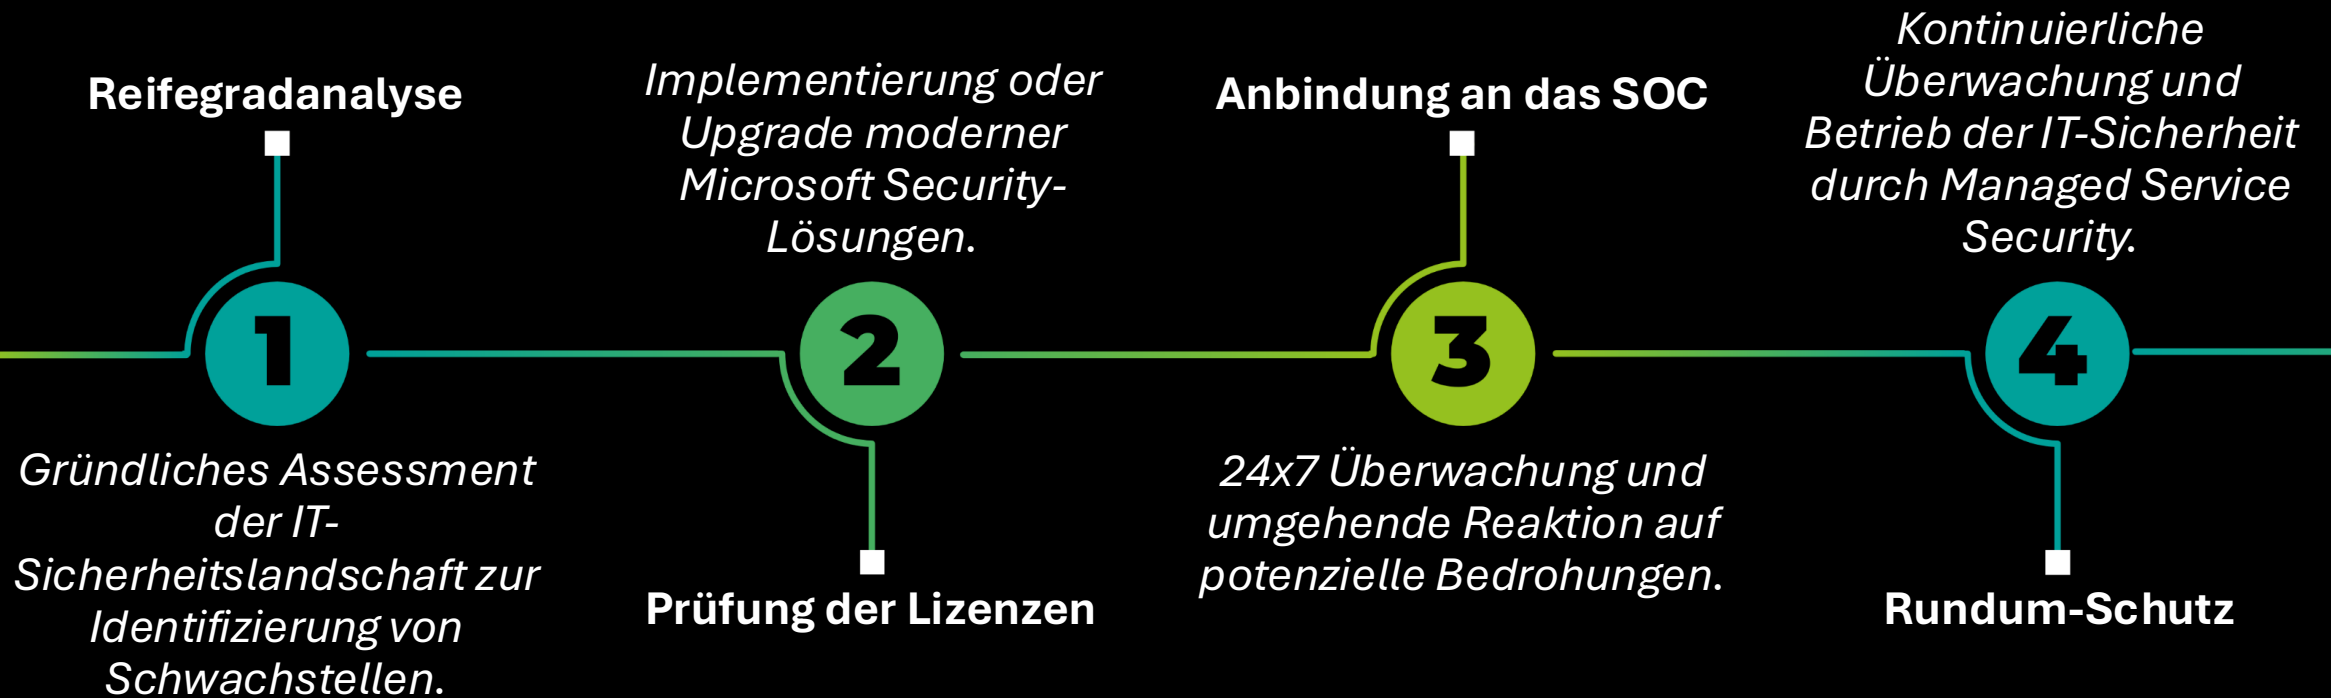 Reifegradanalyse
1
Gründliches Assessment
der IT-
Sicherheitslandschaft zur
Identifizierung von
Schwachstellen.
Implementierung oder
Upgrade moderner
Microsoft Security-
Lösungen.
2
Prüfung der Lizenzen
Anbindung an das SOC
3
24x7 Überwachung und
umgehende Reaktion auf
potenzielle Bedrohungen.
Kontinuierliche
Überwachung und
Betrieb der IT-Sicherheit
durch Managed Service
Security.
4
Rundum-Schutz